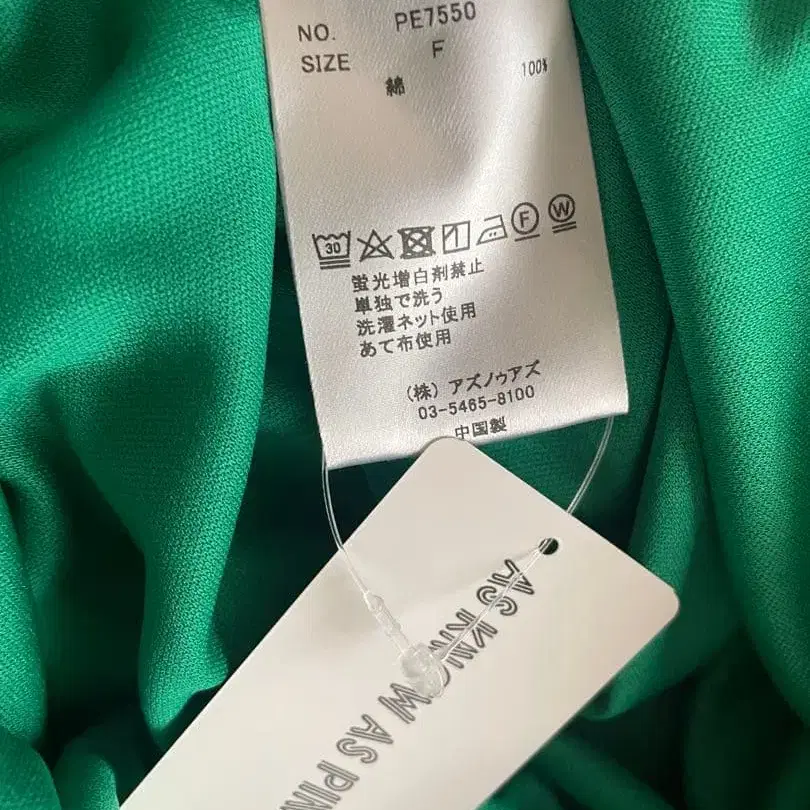 NO. PE7550
SIZE F
綿 100%
30 F W
蛍光増白剤禁止
単独で洗う
洗濯ネット使用
あて布使用
(株) アズノゥアズ
03-5465-8100
中国製
AS KNOW AS PIN